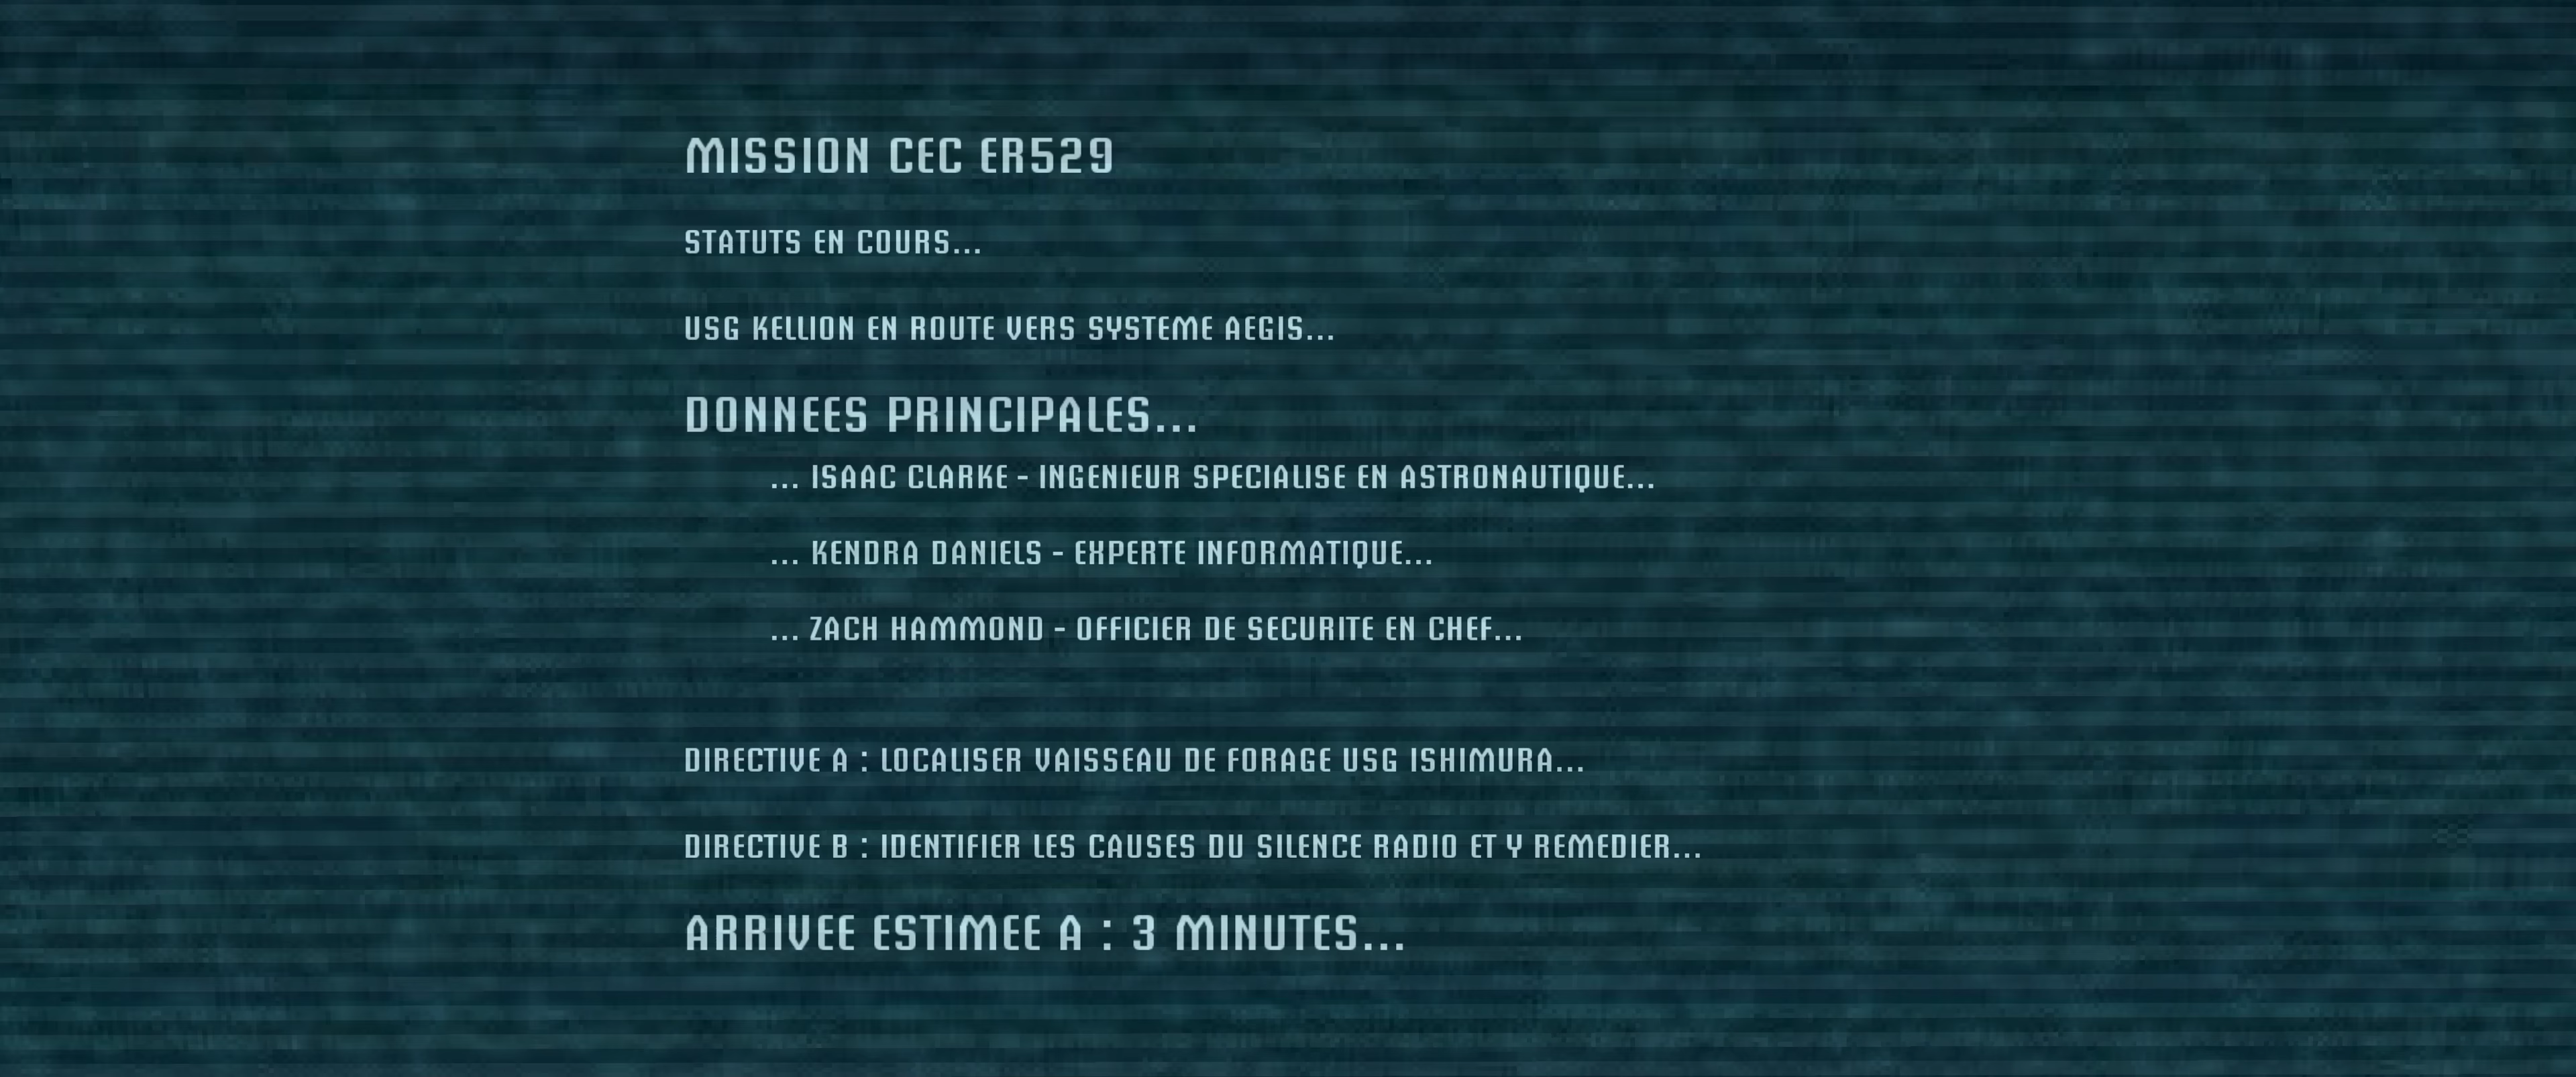 MISSION CEC ER529
STATUTS EN COURS...
USG KELLION EN ROUTE VERS SYSTEME AEGIS...
DONNEES PRINCIPALES...
... ISAAC CLARKE - INGENIEUR SPECIALISE EN ASTRONAUTIQUE...
... KENDRA DANIELS - EXPERTE INFORMATIQUE...
... ZACH HAMMOND - OFFICIER DE SECURITE EN CHEF...
DIRECTIVE A : LOCALISER VAISSEAU DE FORAGE USG ISHIMURA...
DIRECTIVE B : IDENTIFIER LES CAUSES DU SILENCE RADIO ET Y REMEDIER...
ARRIVEE ESTIMEE A : 3 MINUTES...